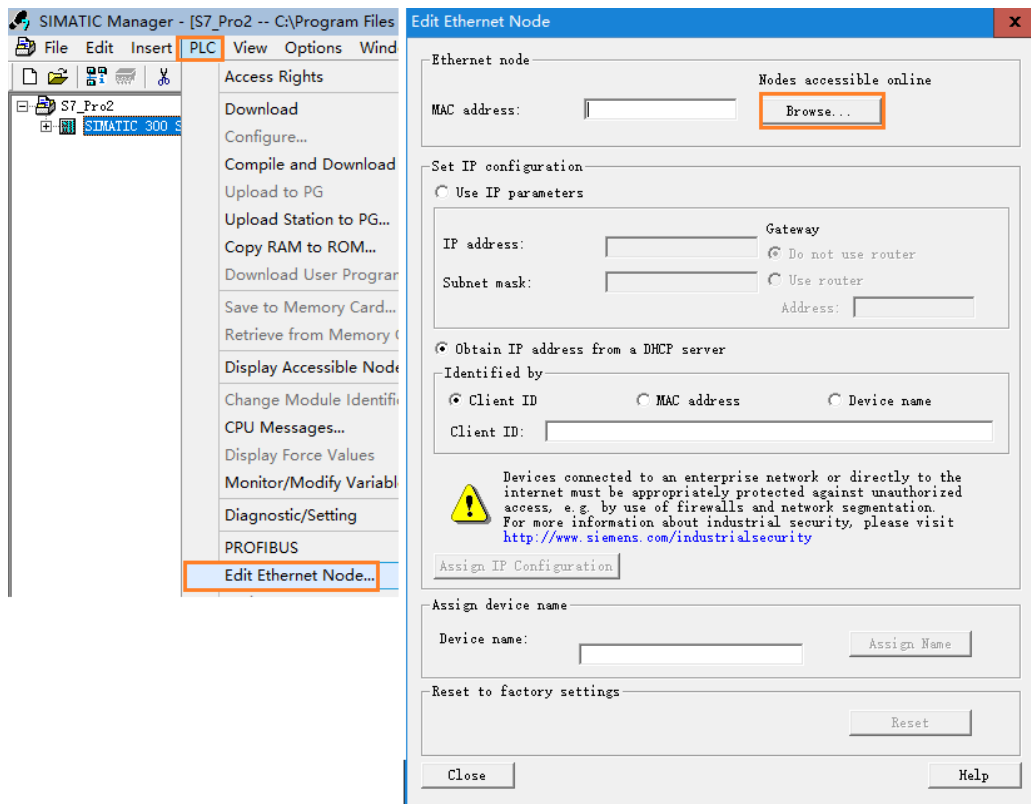 SIMATIC Manager - [S7_Pro2 -- C:\Program Files
File Edit Insert PLC View Options Wind
S7_Pro2
SIMATIC 300 S
Access Rights
Download
Configure...
Compile and Download
Upload to PG
Upload Station to PG...
Copy RAM to ROM...
Download User Program
Save to Memory Card...
Retrieve from Memory C
Display Accessible Node
Change Module Identifi
CPU Messages...
Display Force Values
Monitor/Modify Variabl
Diagnostic/Setting
PROFIBUS
Edit Ethernet Node...
Edit Ethernet Node
Ethernet node
Nodes accessible online
MAC address:
Browse...
Set IP configuration
Use IP parameters
Gateway
IP address:
Do not use router
Subnet mask:
Use router
Address:
Obtain IP address from a DHCP server
Identified by
Client ID MAC address Device name
Client ID:
Devices connected to an enterprise network or directly to the
internet must be appropriately protected against unauthorized
access, e.g. by use of firewalls and network segmentation.
For more information about industrial security, please visit
http://www.siemens.com/industrialsecurity
Assign IP Configuration
Assign device name
Device name:
Assign Name
Reset to factory settings
Reset
Close
Help